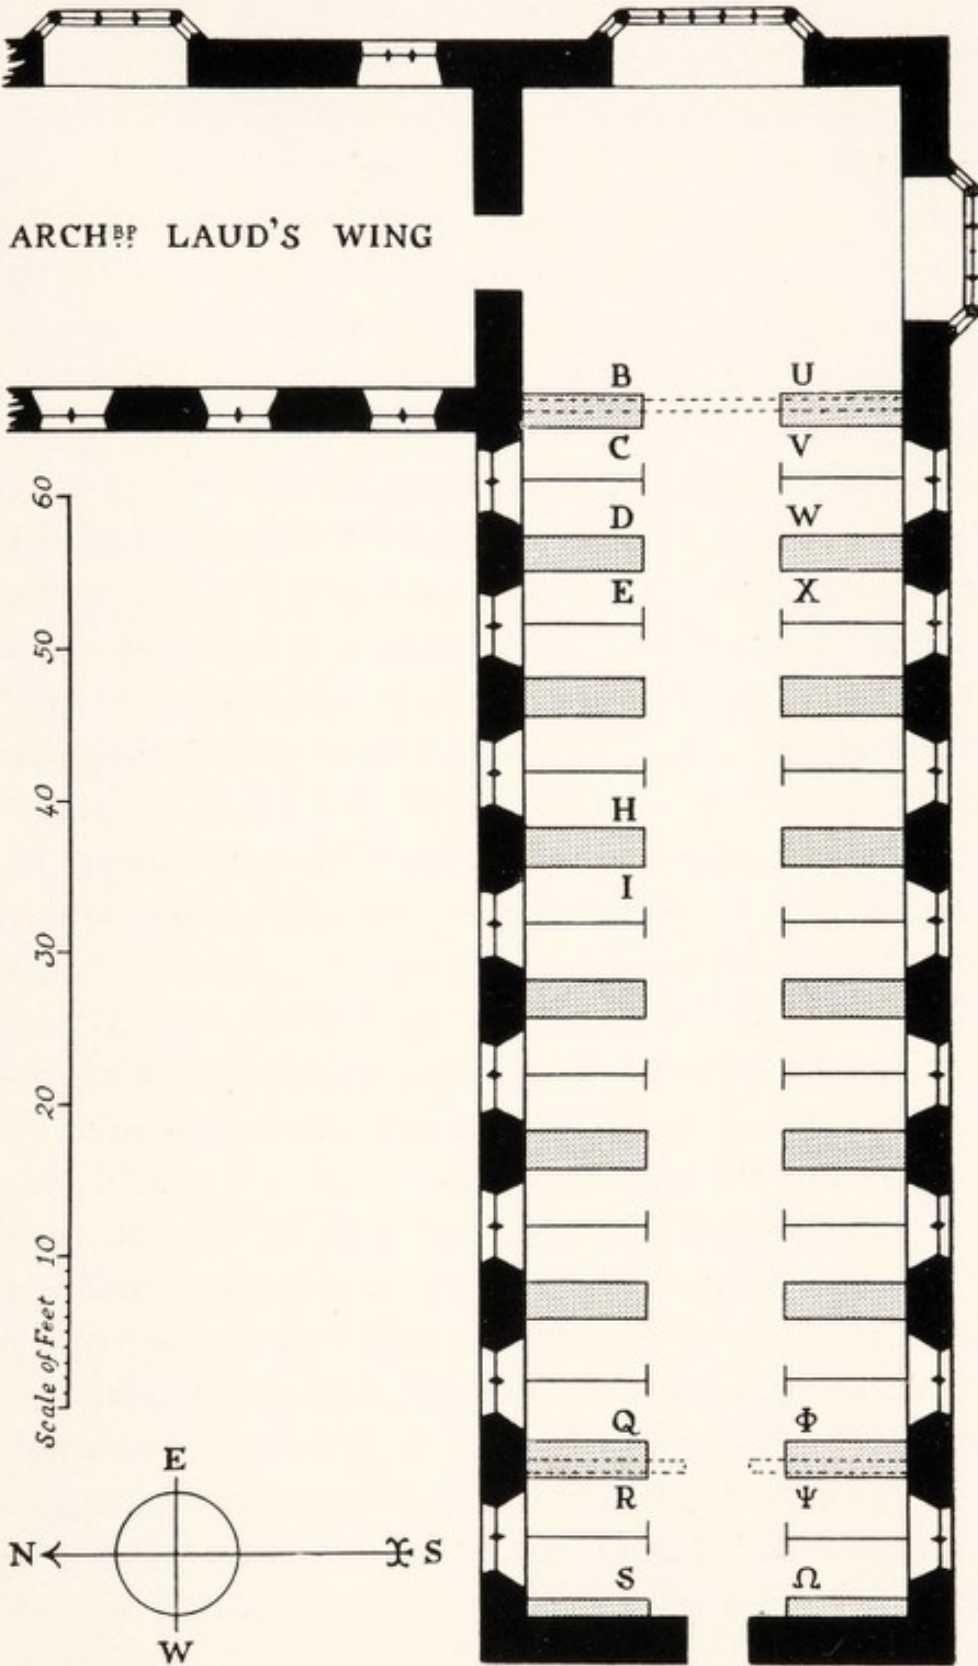 ARCHBP. LAUD'S WING
B U
C V
D W
E X
H
I
Q Φ
R Ψ
S Ω
60
50
40
30
20
10
Scale of Feet
E
N S
W